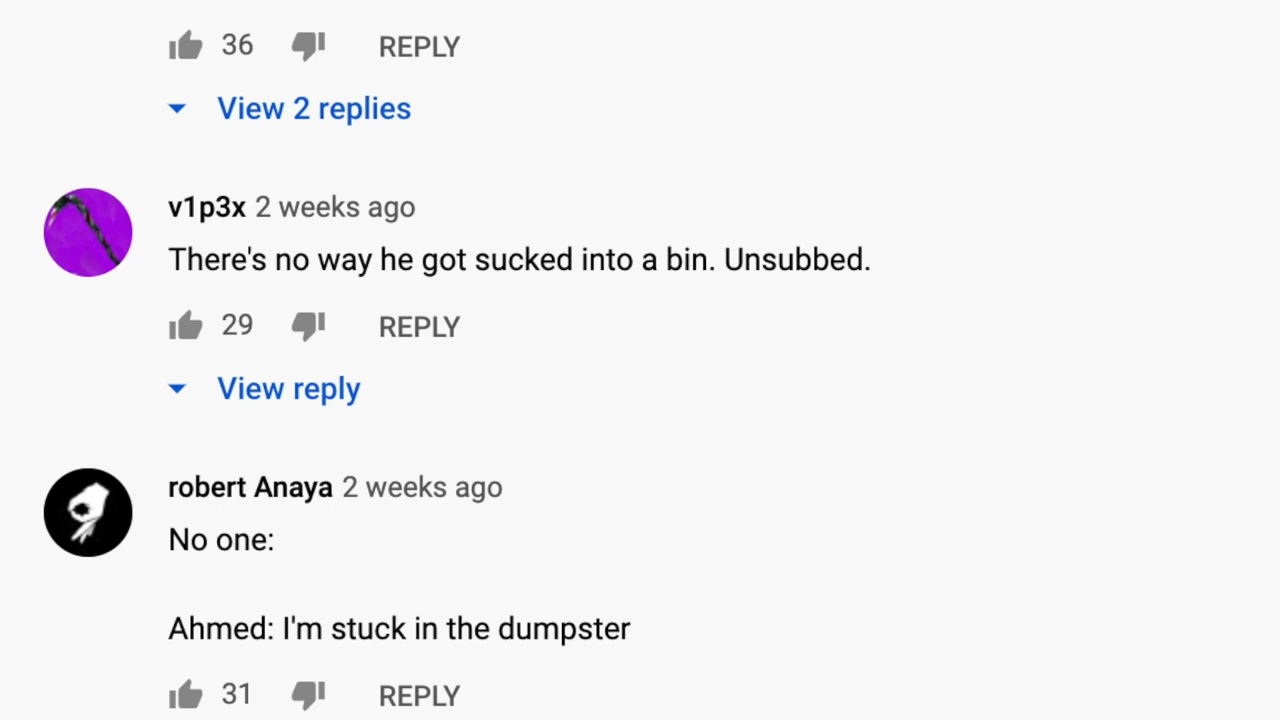 36 REPLY
View 2 replies
v1p3x 2 weeks ago
There's no way he got sucked into a bin. Unsubbed.
29 REPLY
View reply
robert Anaya 2 weeks ago
No one:
Ahmed: I'm stuck in the dumpster
31 REPLY